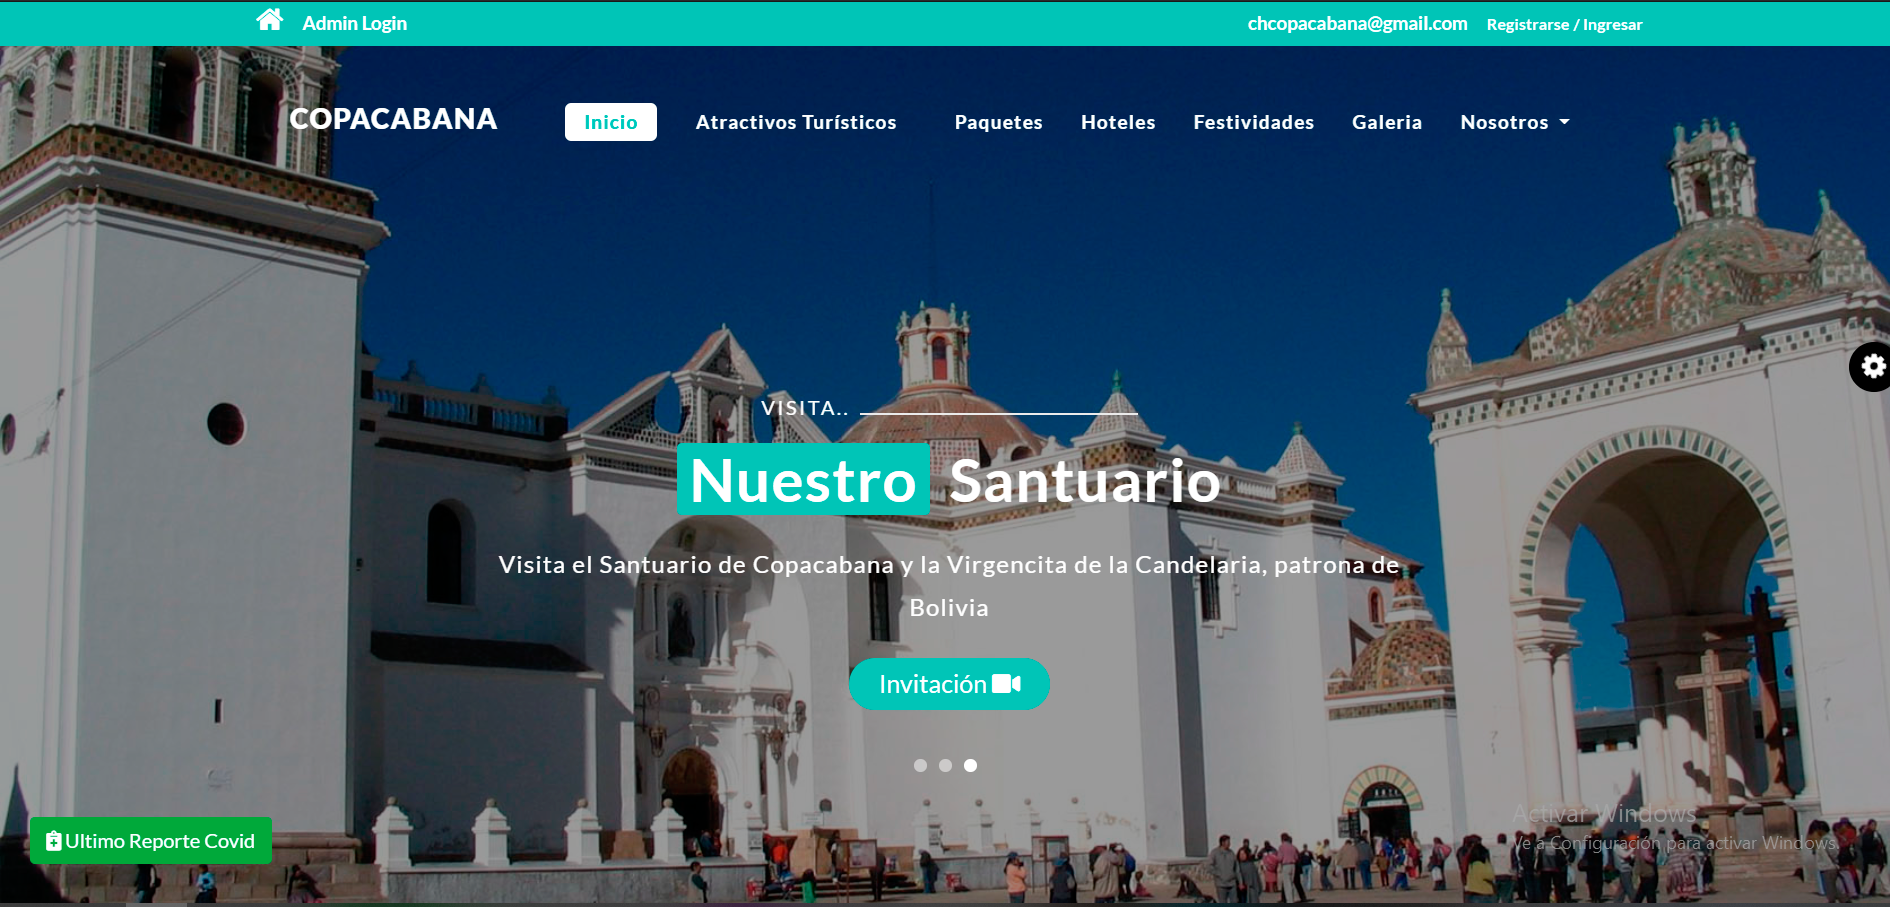 Admin Login
chcopacabana@gmail.com
Registrarse / Ingresar
COPACABANA
Inicio
Atractivos Turísticos
Paquetes
Hoteles
Festividades
Galeria
Nosotros
VISITA..
Nuestro Santuario
Visita el Santuario de Copacabana y la Virgencita de la Candelaria, patrona de
Bolivia
Invitación
Ultimo Reporte Covid
Activar Windows
Ve a Configuración para activar Windows.